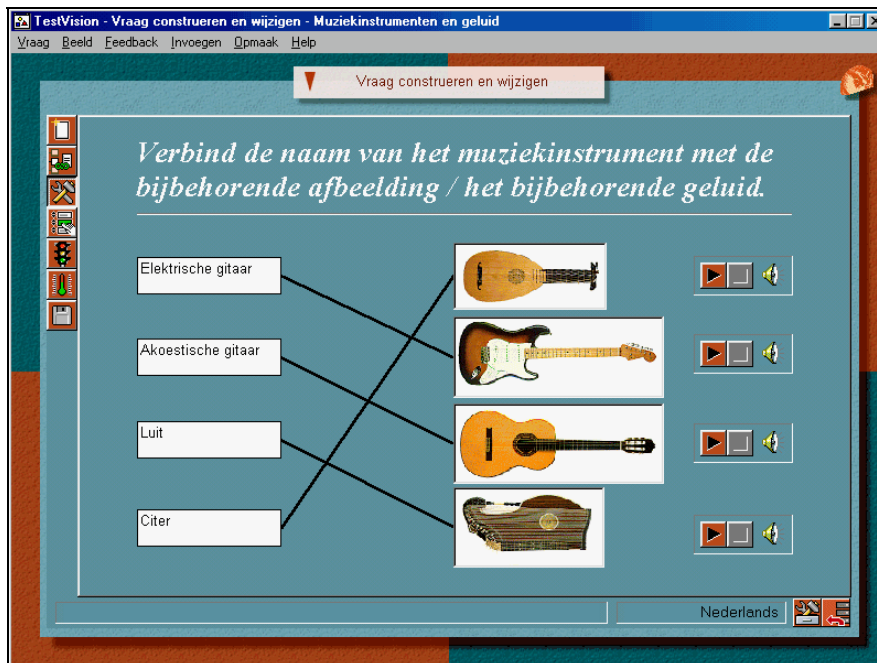 TestVision - Vraag construeren en wijzigen - Muziekinstrumenten en geluid
Vraag Beeld Feedback Invoegen Opmaak Help
Vraag construeren en wijzigen
Verbind de naam van het muziekinstrument met de
bijbehorende afbeelding / het bijbehorende geluid.
Elektrische gitaar
Akoestische gitaar
Luit
Citer
Nederlands